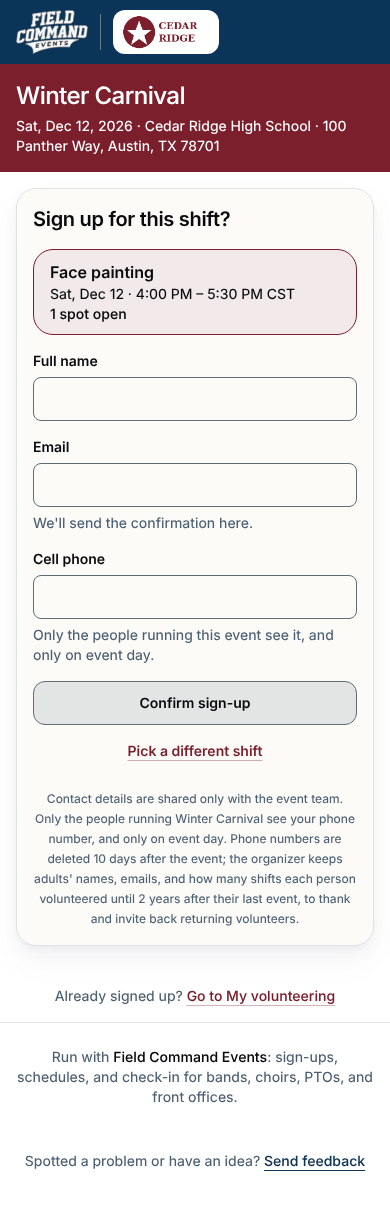 FIELD
COMMAND
EVENTS
CEDAR
RIDGE
Winter Carnival
Sat, Dec 12, 2026 · Cedar Ridge High School · 100
Panther Way, Austin, TX 78701
Sign up for this shift?
Face painting
Sat, Dec 12 · 4:00 PM – 5:30 PM CST
1 spot open
Full name
Email
We'll send the confirmation here.
Cell phone
Only the people running this event see it, and
only on event day.
Confirm sign-up
Pick a different shift
Contact details are shared only with the event team.
Only the people running Winter Carnival see your phone
number, and only on event day. Phone numbers are
deleted 10 days after the event; the organizer keeps
adults' names, emails, and how many shifts each person
volunteered until 2 years after their last event, to thank
and invite back returning volunteers.
Already signed up? Go to My volunteering
Run with Field Command Events: sign-ups,
schedules, and check-in for bands, choirs, PTOs, and
front offices.
Spotted a problem or have an idea? Send feedback